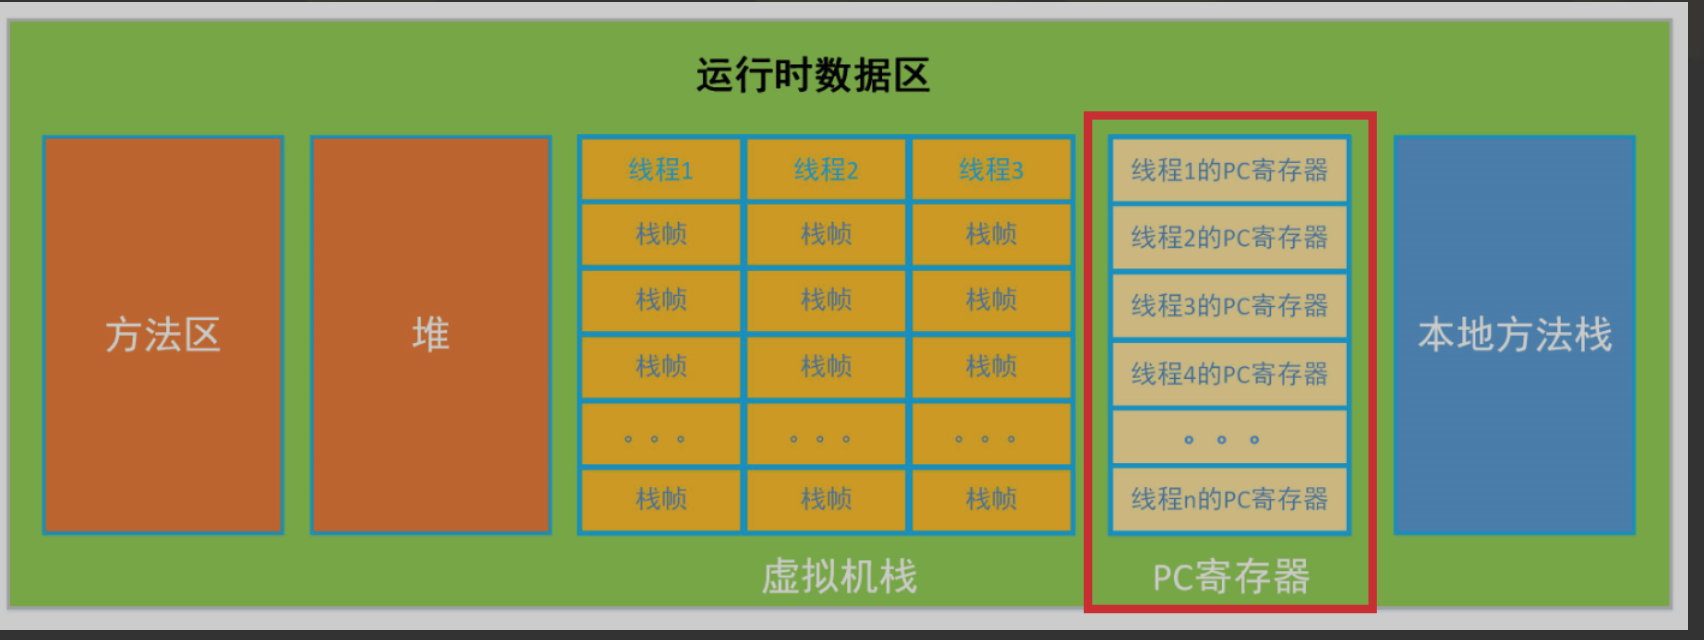 运行时数据区
方法区
堆
线程1 线程2 线程3
栈帧 栈帧 栈帧
栈帧 栈帧 栈帧
栈帧 栈帧 栈帧
。。。 。。。 。。。
栈帧 栈帧 栈帧
虚拟机栈
线程1的PC寄存器
线程2的PC寄存器
线程3的PC寄存器
线程4的PC寄存器
。。。
线程n的PC寄存器
PC寄存器
本地方法栈